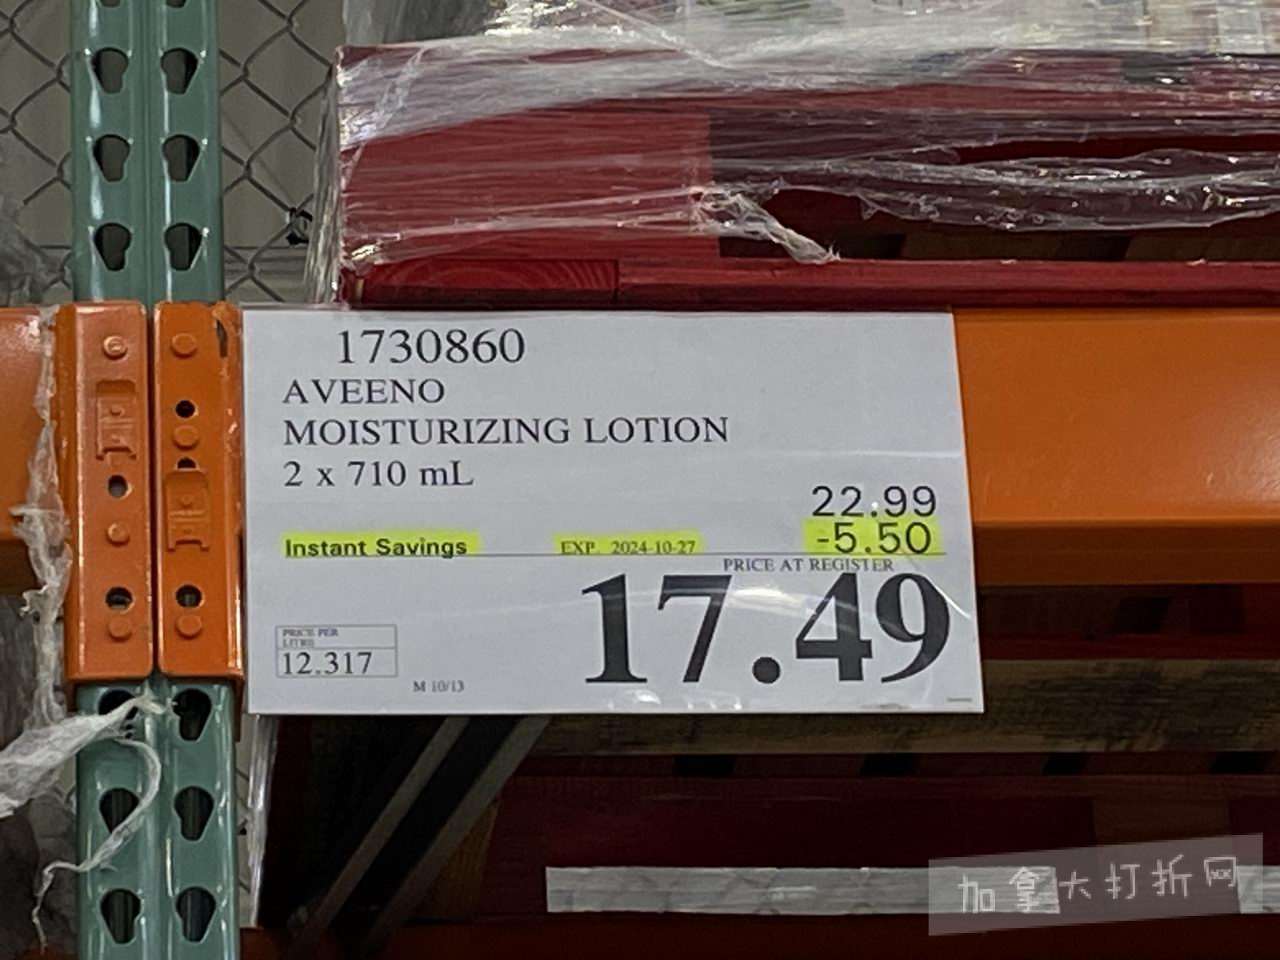 1730860
AVEENO
MOISTURIZING LOTION
2 x 710 mL
22.99
Instant Savings EXP 2024-10-27 -5.50
PRICE AT REGISTER
17.49
PRICE PER
LITRE
12.317
M 10/13
加拿大打折网